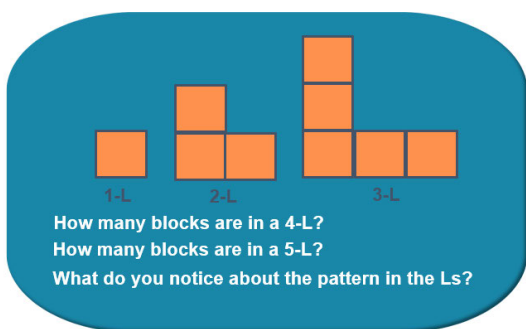 1-L 2-L 3-L
How many blocks are in a 4-L?
How many blocks are in a 5-L?
What do you notice about the pattern in the Ls?